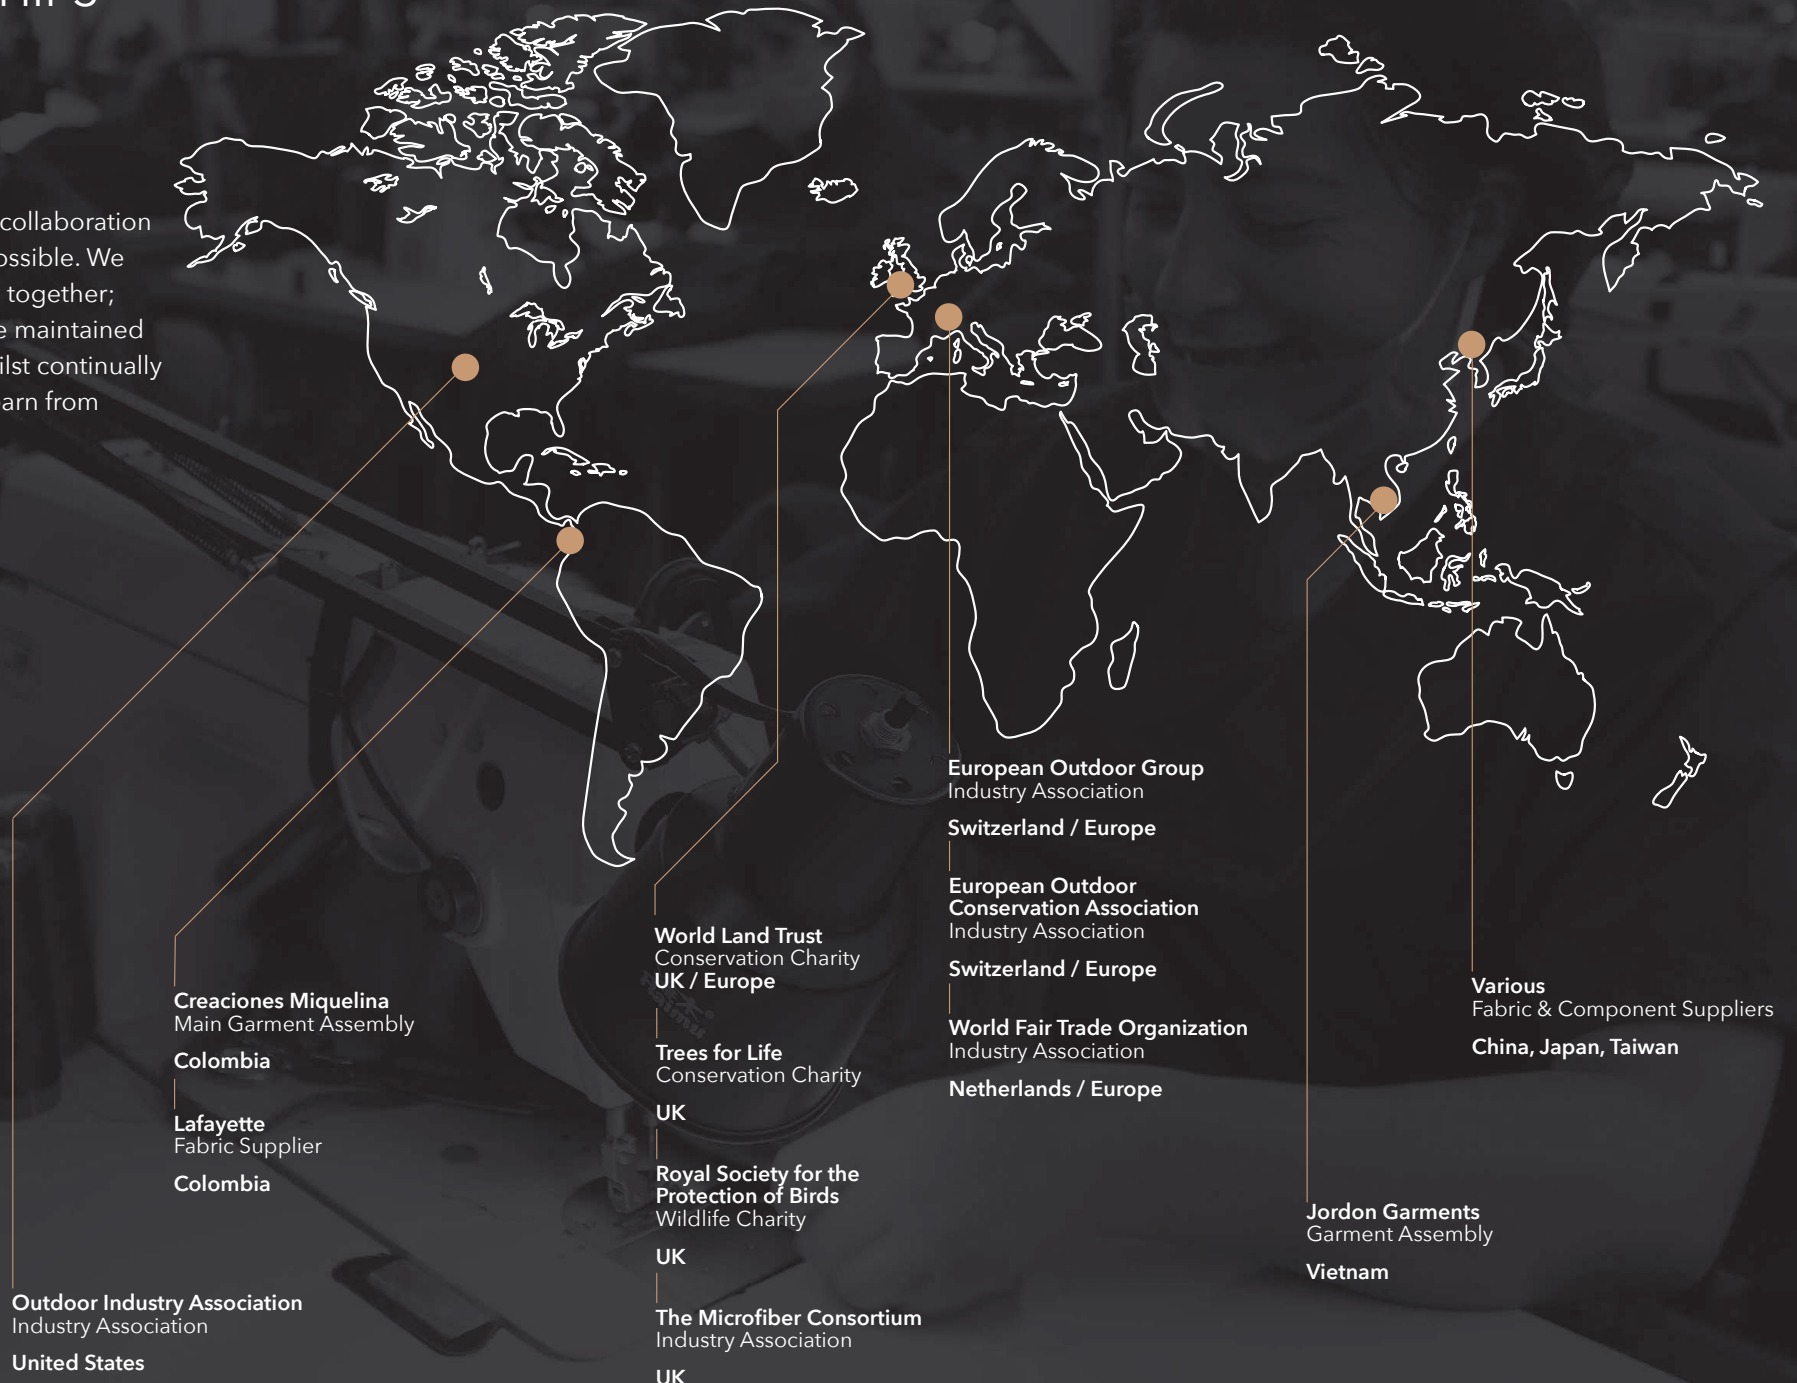 collaboration
We
together;
maintained
continually
from
European Outdoor Group
Industry Association
Switzerland / Europe
European Outdoor
Conservation Association
Industry Association
Switzerland / Europe
World Fair Trade Organization
Industry Association
Netherlands / Europe
World Land Trust
Conservation Charity
UK / Europe
Trees for Life
Conservation Charity
UK
Royal Society for the
Protection of Birds
Wildlife Charity
UK
The Microfiber Consortium
Industry Association
UK
Various
Fabric & Component Suppliers
China, Japan, Taiwan
Creaciones Miquelina
Main Garment Assembly
Colombia
Lafayette
Fabric Supplier
Colombia
Jordon Garments
Garment Assembly
Vietnam
Outdoor Industry Association
Industry Association
United States